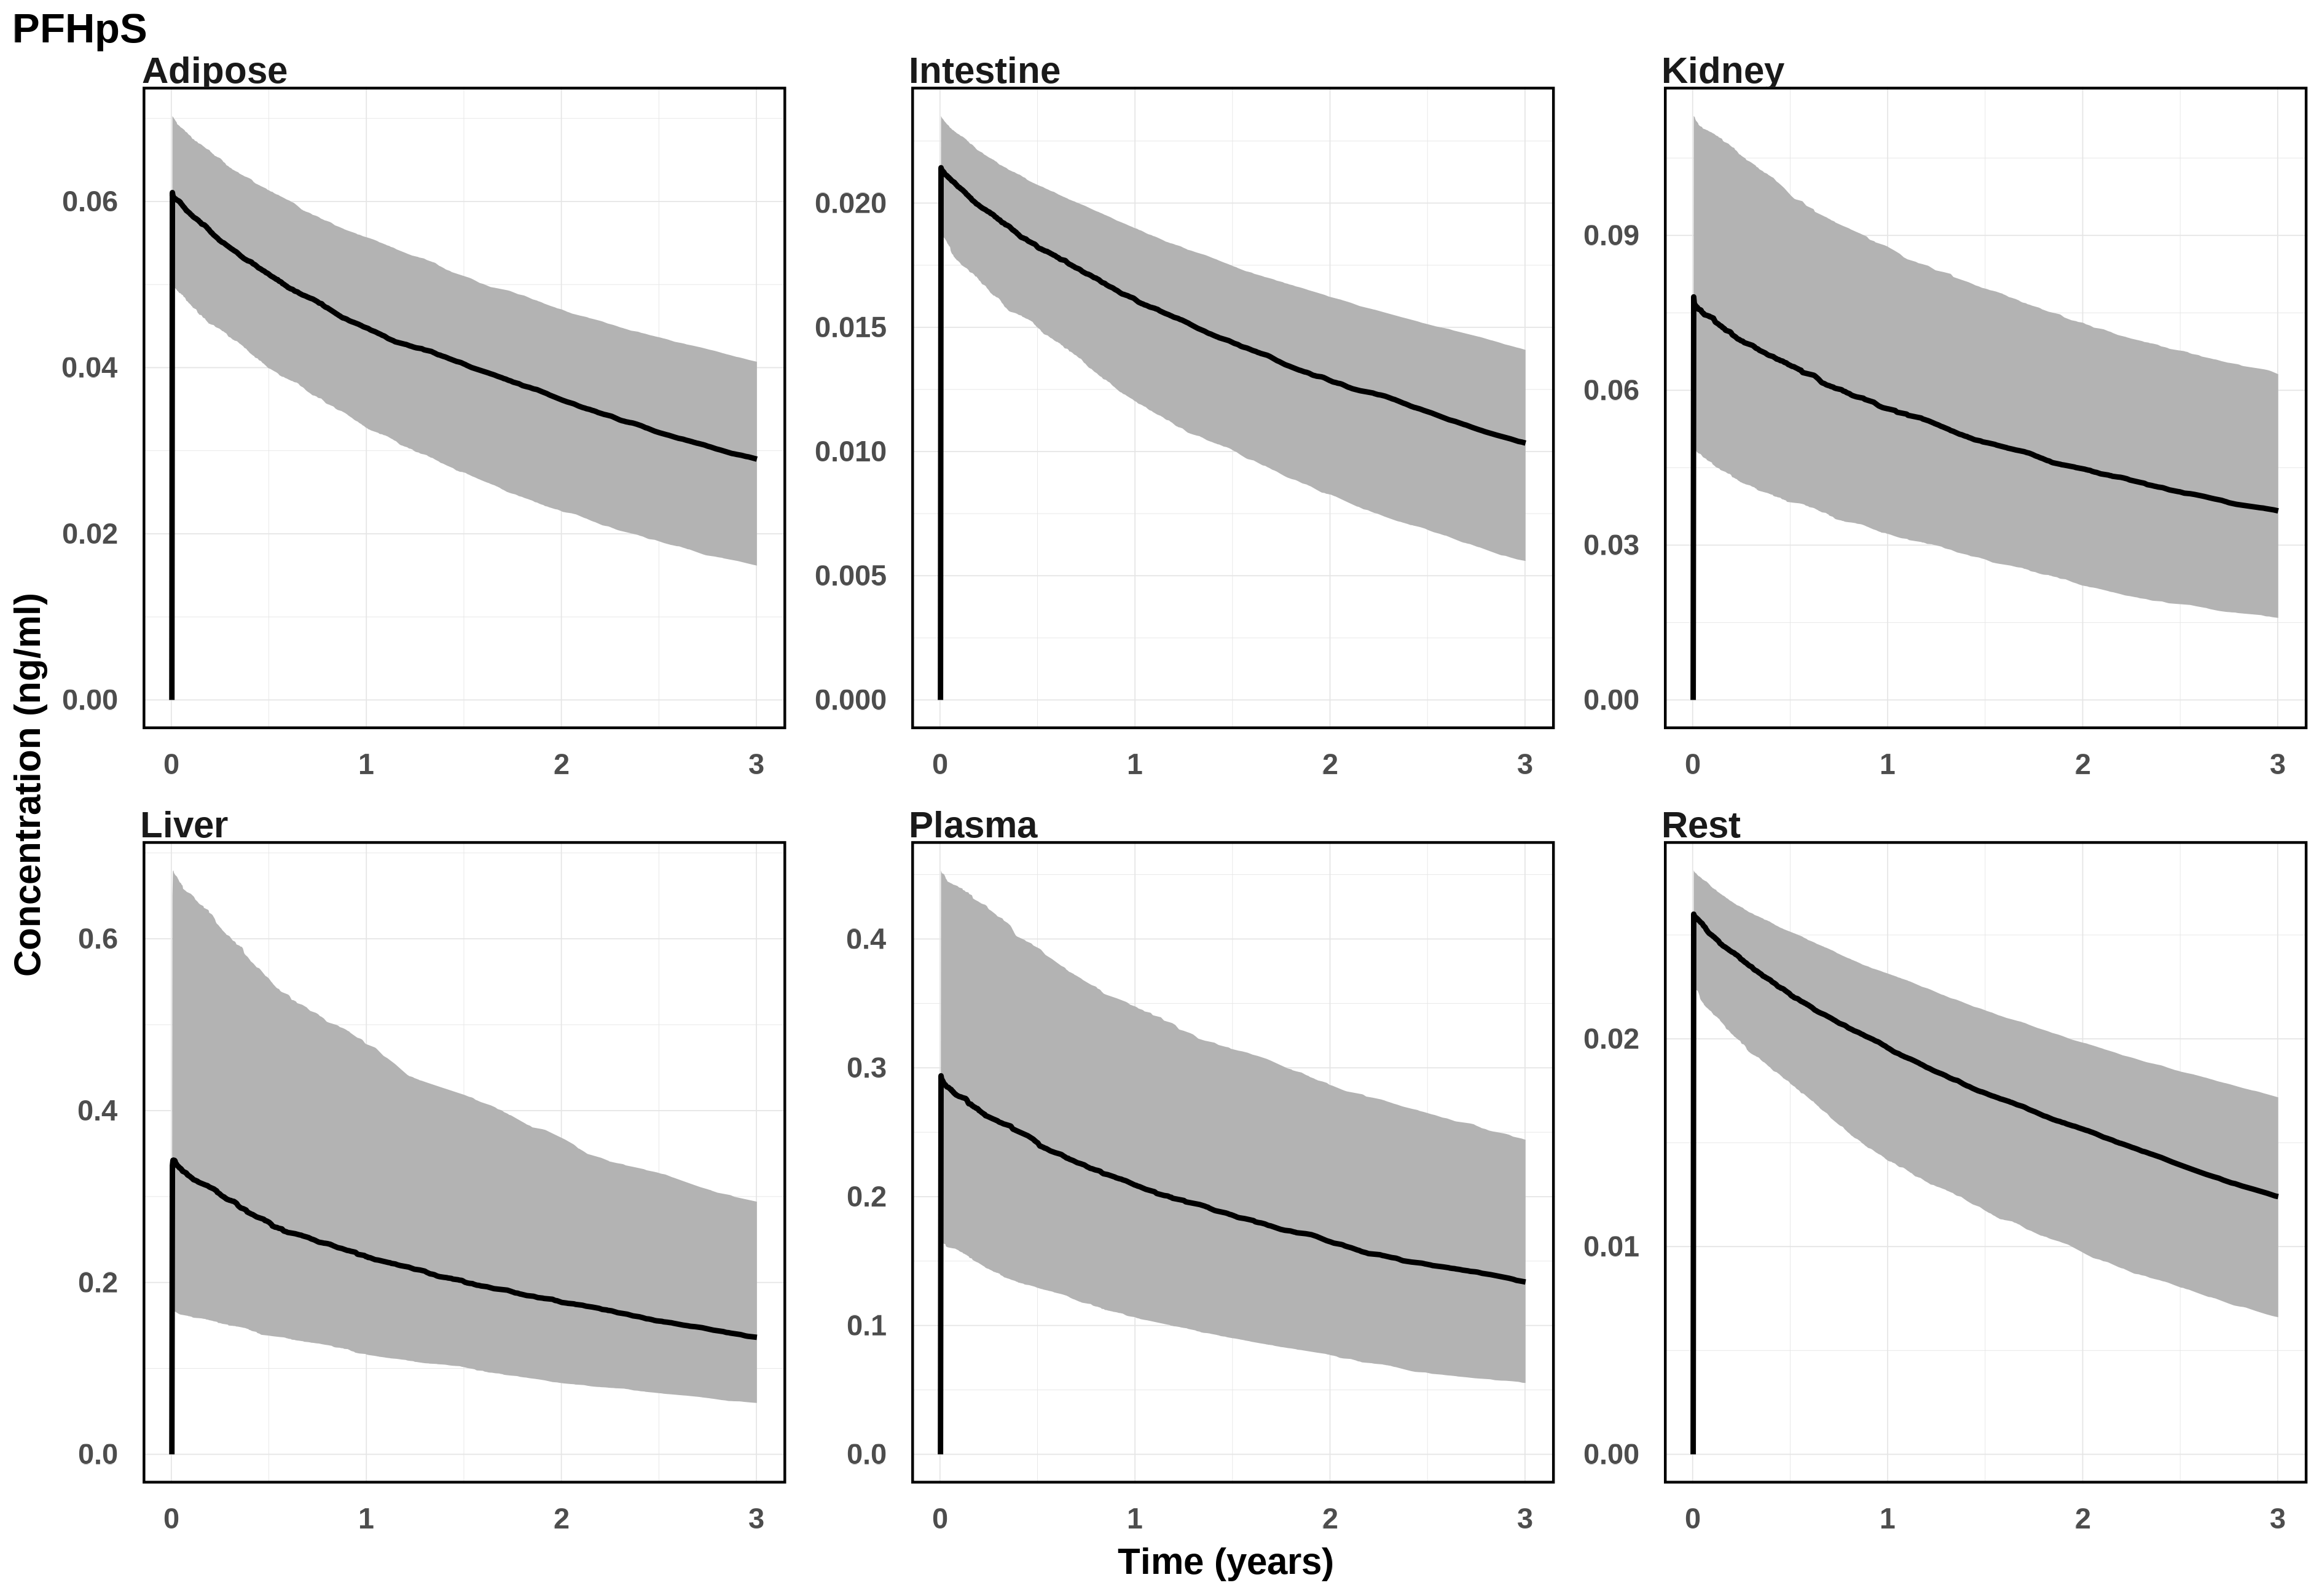 PFHpS
Adipose Intestine Kidney
0.06 0.020 0.09
0.04 0.015 0.06
0.02 0.010 0.03
0.00 0.005 0.00
0.000
0 1 2 3 0 1 2 3 0 1 2 3
Concentration (ng/ml)
Liver Plasma Rest
0.6 0.4 0.02
0.4 0.3 0.01
0.2 0.2 0.00
0.0 0.1
0.0
0 1 2 3 0 1 2 3 0 1 2 3
Time (years)